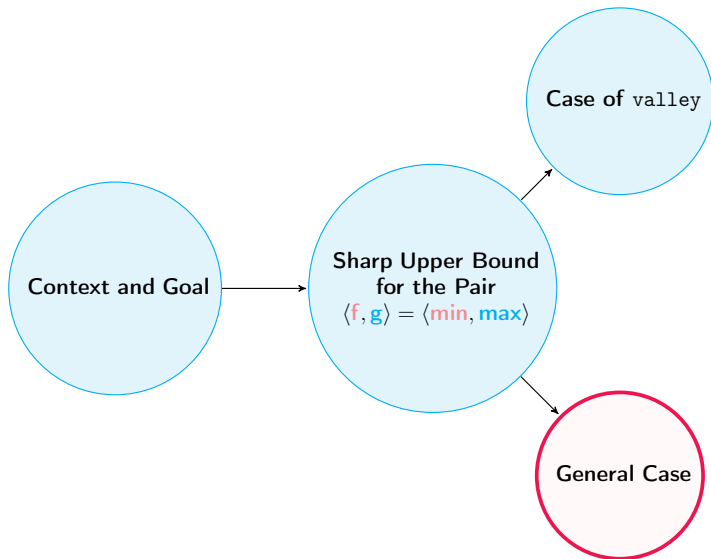 Context and Goal
Sharp Upper Bound
for the Pair
⟨f, g⟩ = ⟨min, max⟩
Case of valley
General Case